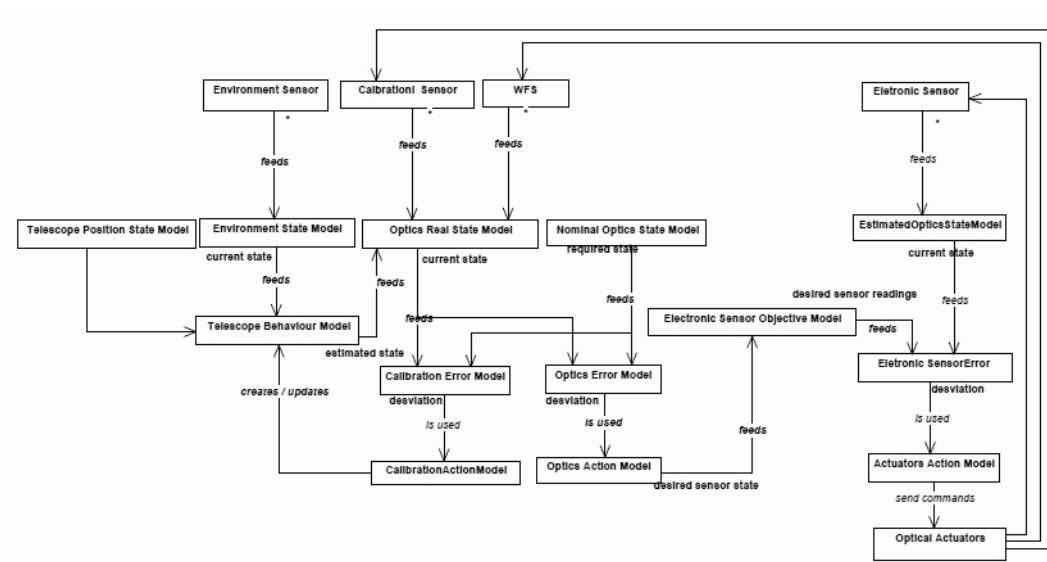 Environment Sensor
CalbrationI Sensor
WFS
Eletronic Sensor
*
*
*
*
feeds
feeds
feeds
feeds
Telescope Position State Model
Environment State Model
Optics Real State Model
Nominal Optics State Model
EstimatedOpticsStateModel
current state
current state
required state
current state
feeds
feeds
feeds
feeds
desired sensor readings
Telescope Behaviour Model
feeds
Electronic Sensor Objective Model
feeds
estimated state
Calibration Error Model
Optics Error Model
Eletronic SensorError
creates / updates
desviation
desviation
desviation
is used
is used
is used
feeds
CalibrationActionModel
Optics Action Model
Actuators Action Model
desired sensor state
send commands
Optical Actuators